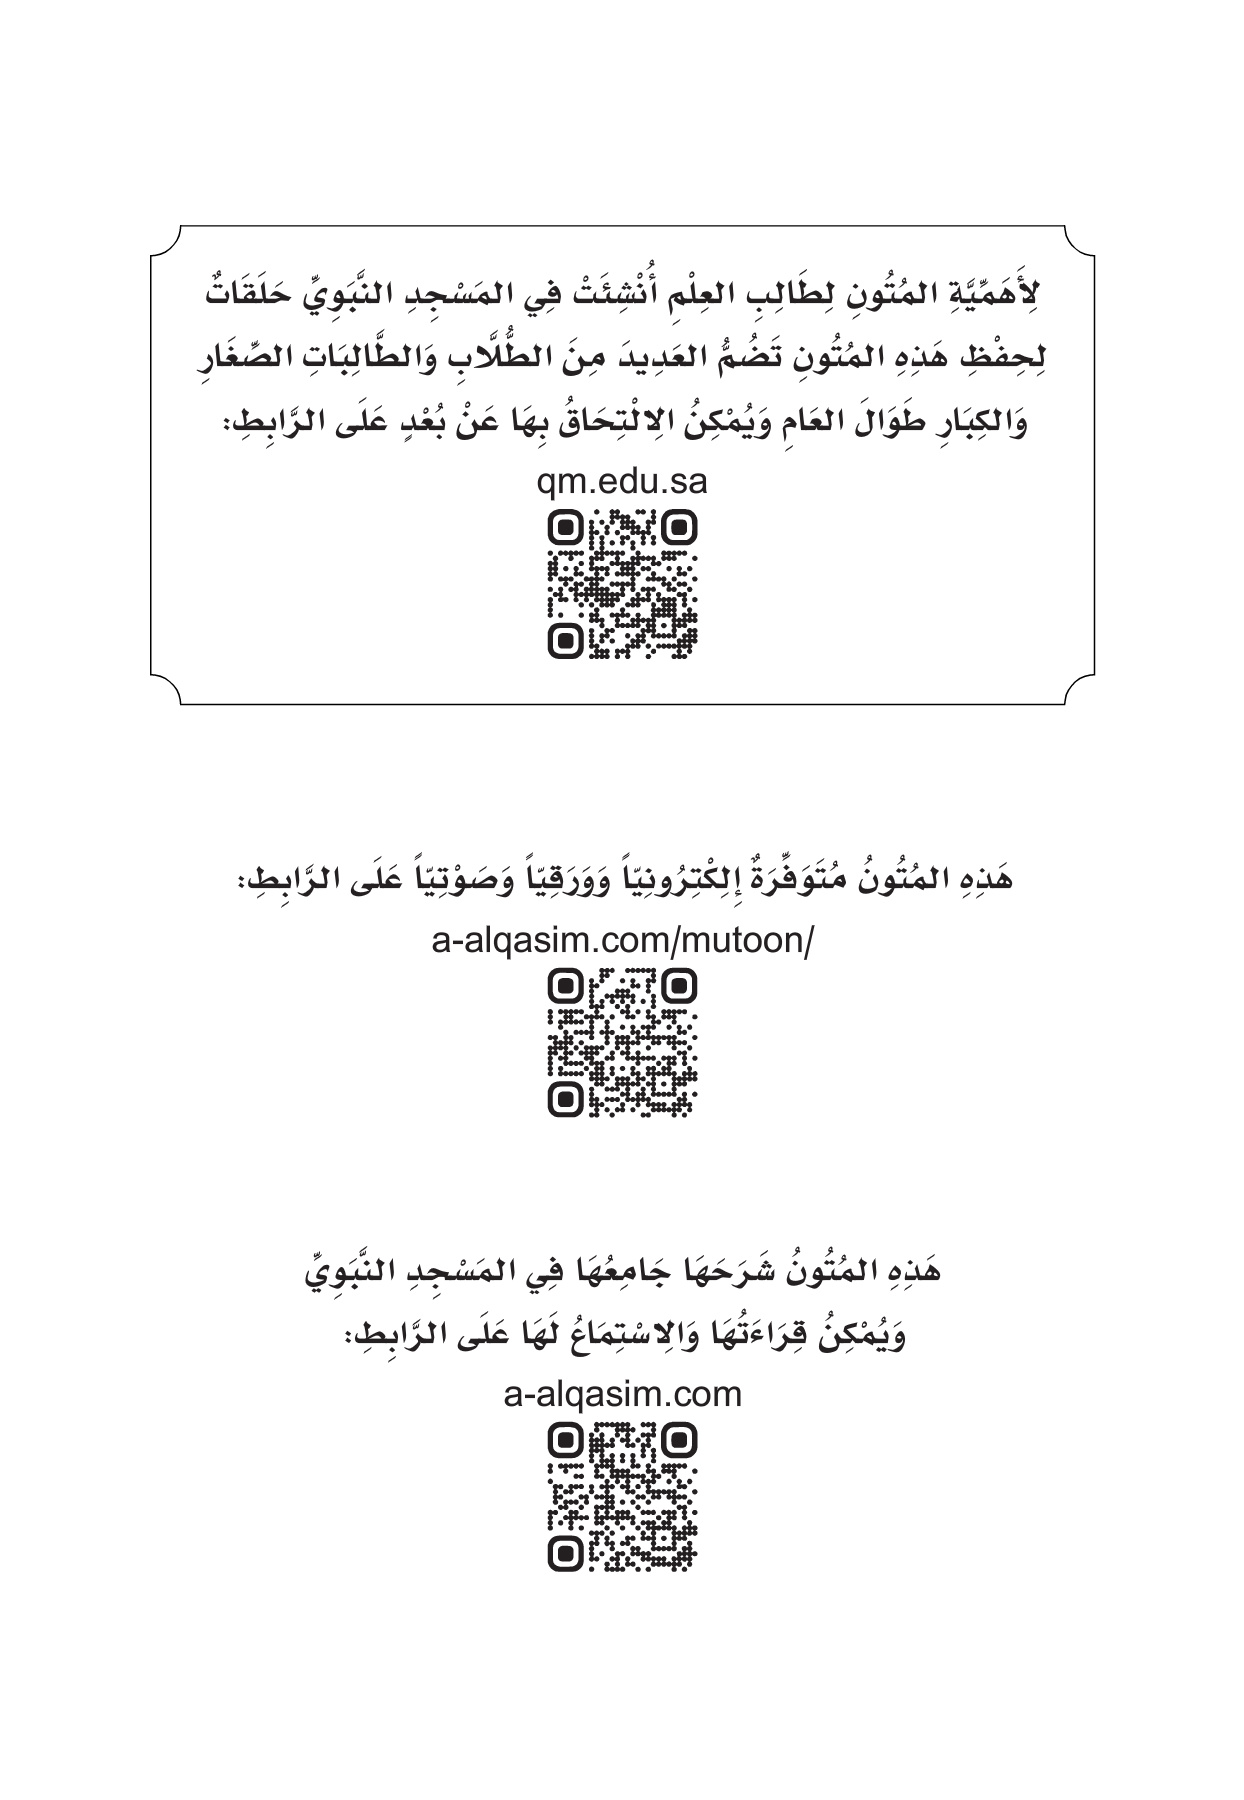 لِأَهَمِّيَّةِ المُتُونِ لِطَالِبِ العِلْمِ أُنْشِئَتْ فِي المَسْجِدِ النَّبَوِيِّ حَلَقَاتٌ
لِحِفْظِ هَذِهِ المُتُونِ تَضُمُّ العَدِيدَ مِنَ الطُّلَّابِ وَالطَّالِبَاتِ الصِّغَارِ
وَالكِبَارِ طَوَالَ العَامِ وَيُمْكِنُ الِالْتِحَاقُ بِهَا عَنْ بُعْدٍ عَلَى الرَّابِطِ:
qm.edu.sa
هَذِهِ المُتُونُ مُتَوَفِّرَةٌ إِلِكْتِرُونِيّاً وَوَرَقِيّاً وَصَوْتِيّاً عَلَى الرَّابِطِ:
a-alqasim.com/mutoon/
هَذِهِ المُتُونُ شَرَحَهَا جَامِعُهَا فِي المَسْجِدِ النَّبَوِيِّ
وَيُمْكِنُ قِرَاءَتُهَا وَالِاسْتِمَاعُ لَهَا عَلَى الرَّابِطِ:
a-alqasim.com